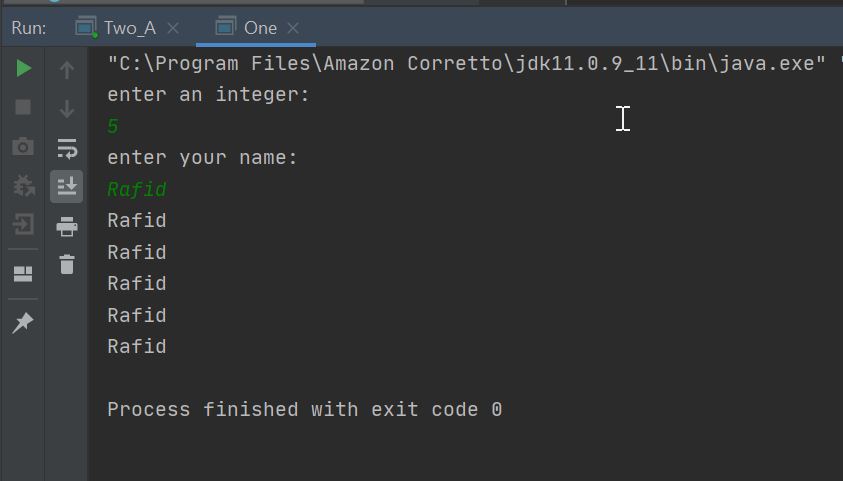 Run: Two_A One
"C:\Program Files\Amazon Corretto\jdk11.0.9_11\bin\java.exe" "
enter an integer:
5
enter your name:
Rafid
Rafid
Rafid
Rafid
Rafid
Rafid
Process finished with exit code 0